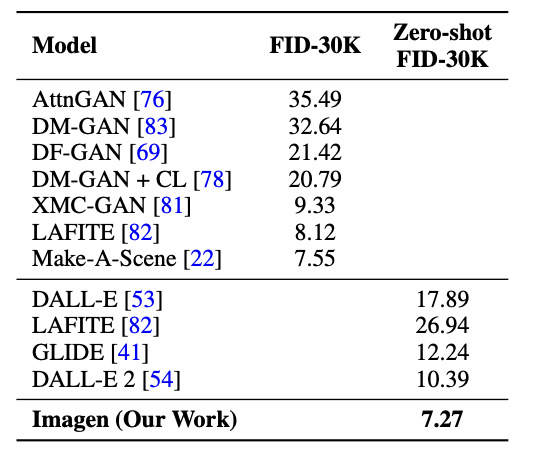 Model FID-30K Zero-shot FID-30K
AttnGAN [76] 35.49
DM-GAN [83] 32.64
DF-GAN [69] 21.42
DM-GAN + CL [78] 20.79
XMC-GAN [81] 9.33
LAFITE [82] 8.12
Make-A-Scene [22] 7.55
DALL-E [53] 17.89
LAFITE [82] 26.94
GLIDE [41] 12.24
DALL-E 2 [54] 10.39
Imagen (Our Work) 7.27